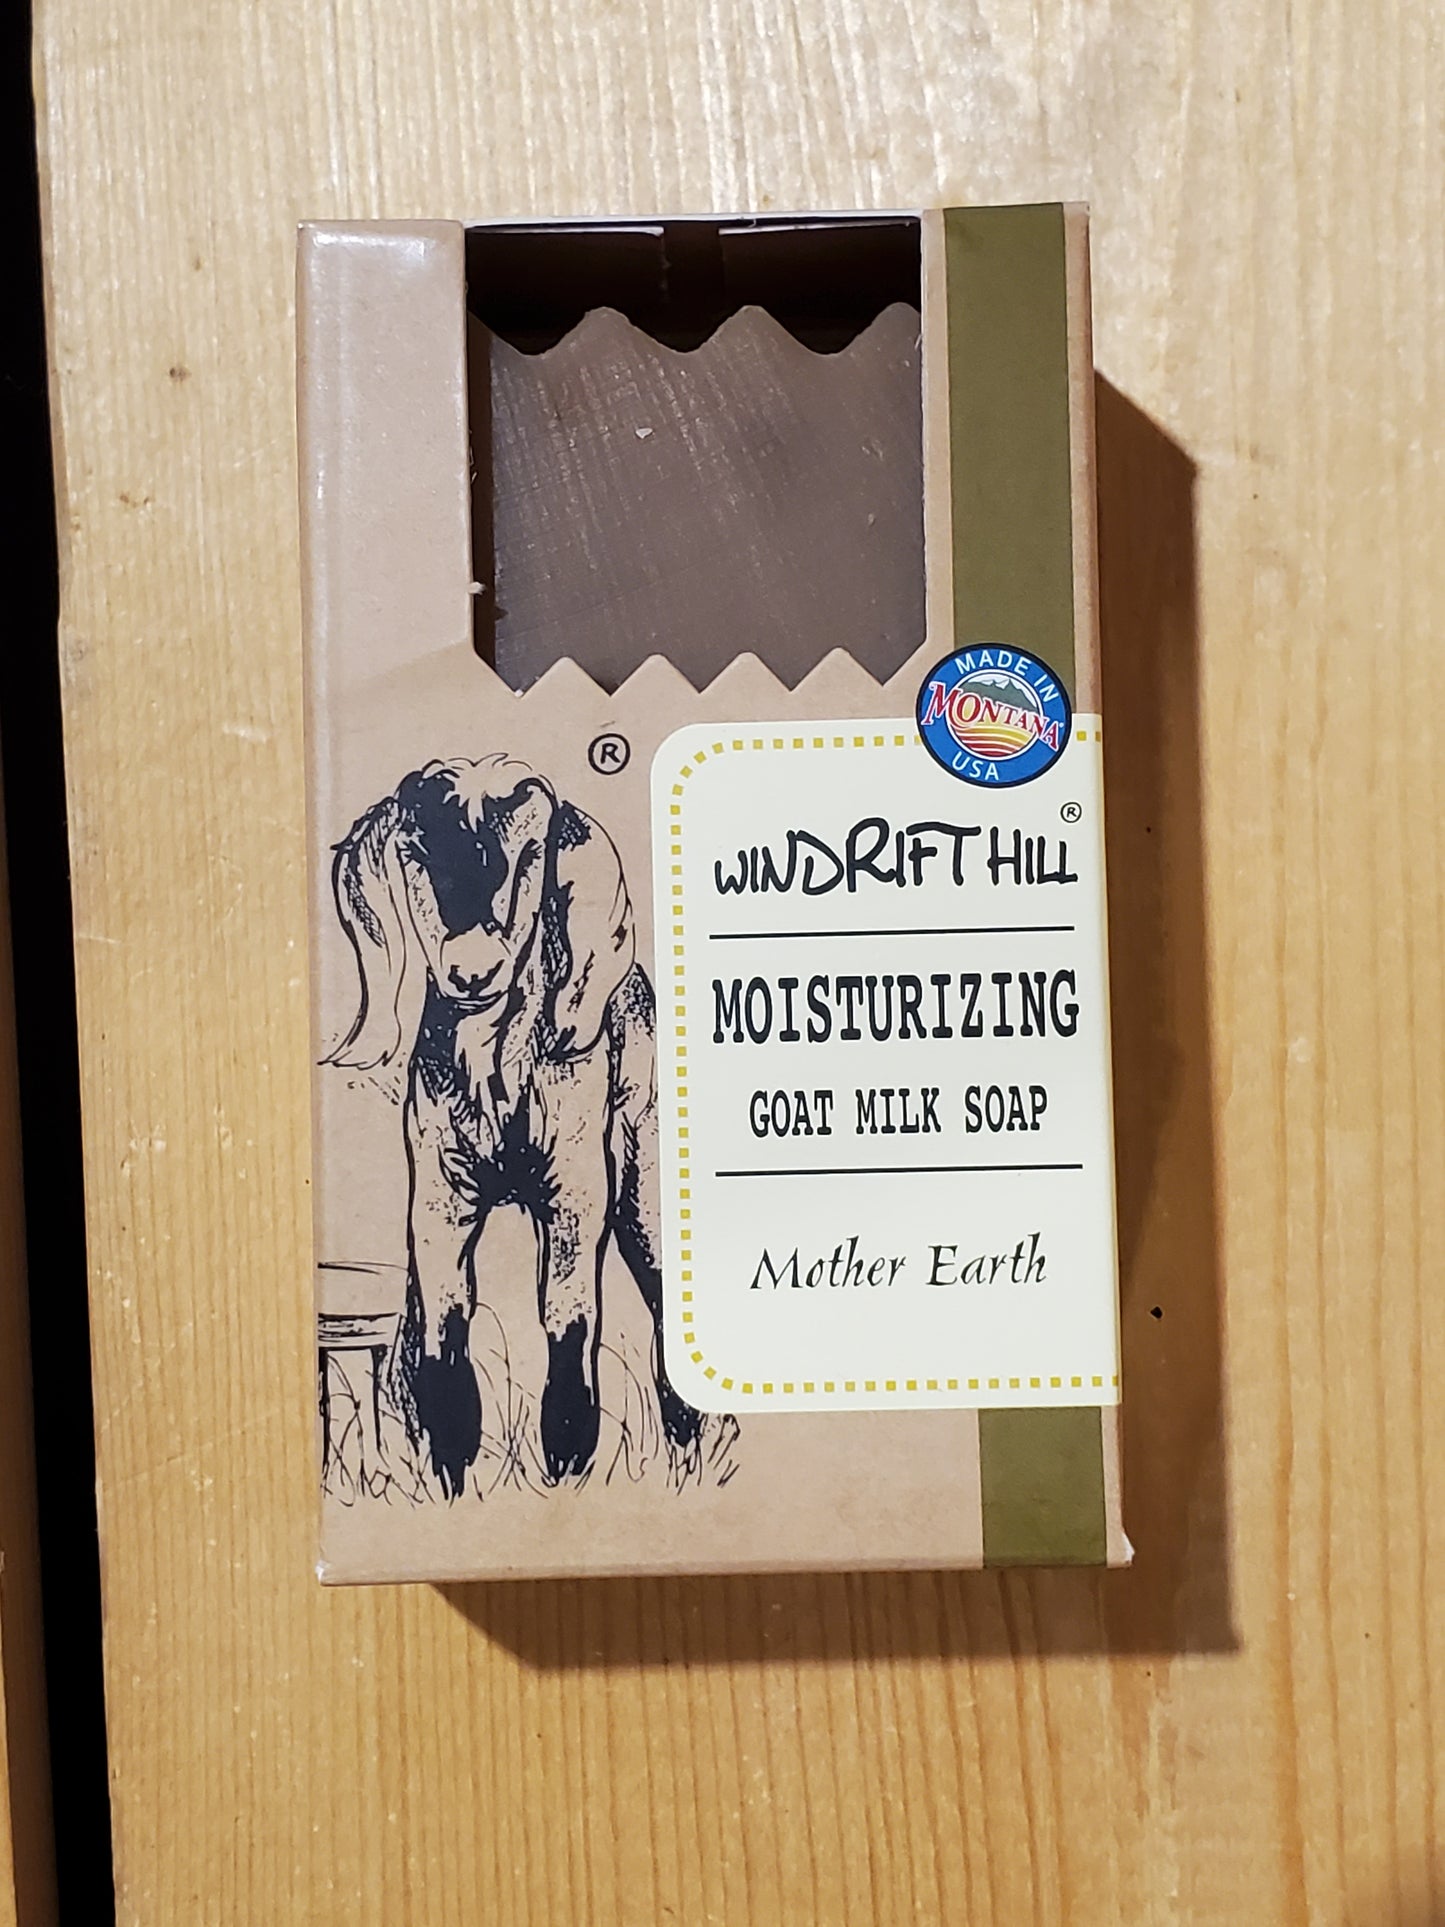 MADE IN
MONTANA
USA
®
®
WINDRIFT HILL
MOISTURIZING
GOAT MILK SOAP
Mother Earth